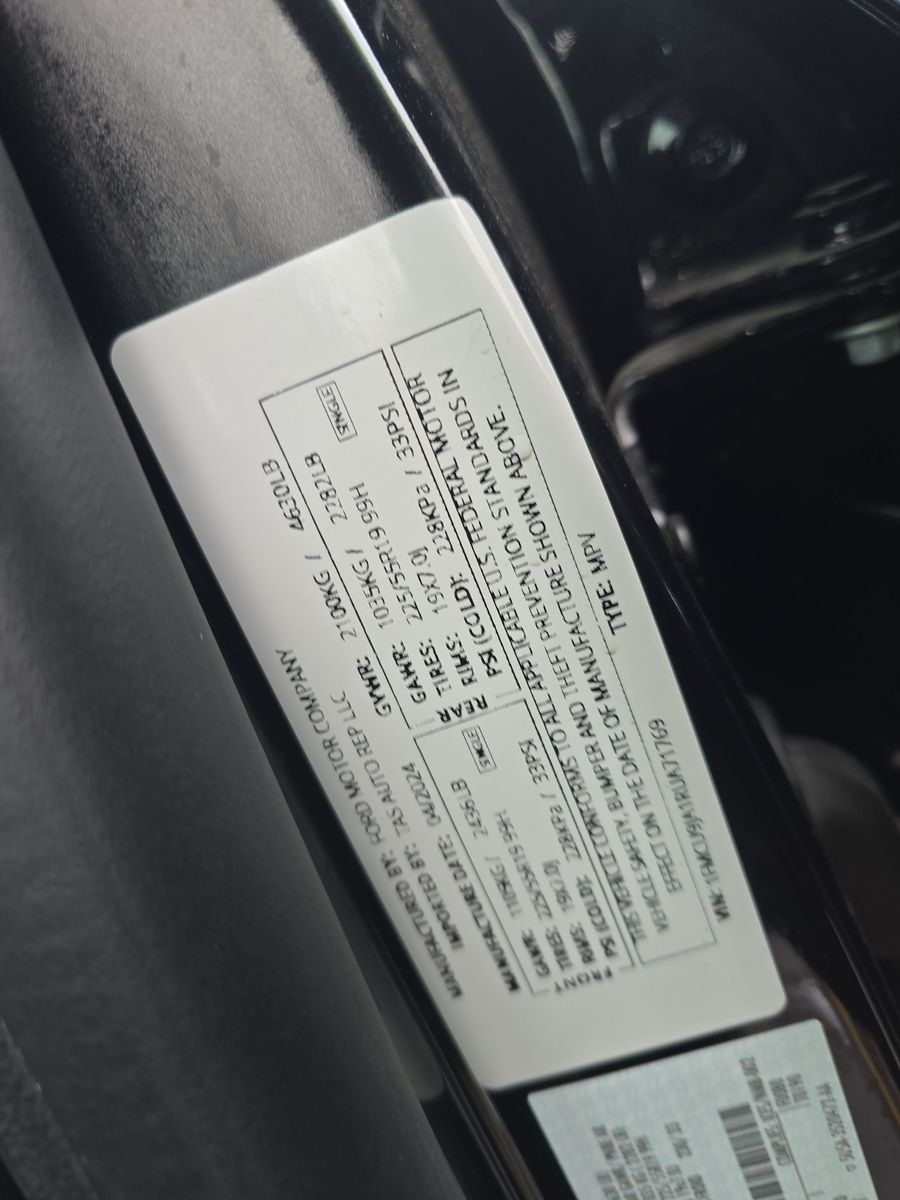 MANUFACTURED BY: FORD MOTOR COMPANY
IMPORTED BY: TAS AUTO REP LLC
MANUFACTURE DATE: 04/2024
GVWR: 2100KG / 4630LB
FRONT
GAWR: 1105KG / 2436LB
TIRES: 225/55R19 99H
RIMS: 19X7.0J
PSI (COLD): 228KPa / 33PSI
SINGLE
REAR
GAWR: 1035KG / 2282LB
TIRES: 225/55R19 99H
RIMS: 19X7.0J
PSI (COLD): 228KPa / 33PSI
SINGLE
THIS VEHICLE CONFORMS TO ALL APPLICABLE U.S. FEDERAL MOTOR
VEHICLE SAFETY, BUMPER AND THEFT PREVENTION STANDARDS IN
EFFECT ON THE DATE OF MANUFACTURE SHOWN ABOVE.
VIN: TYPE: MPV